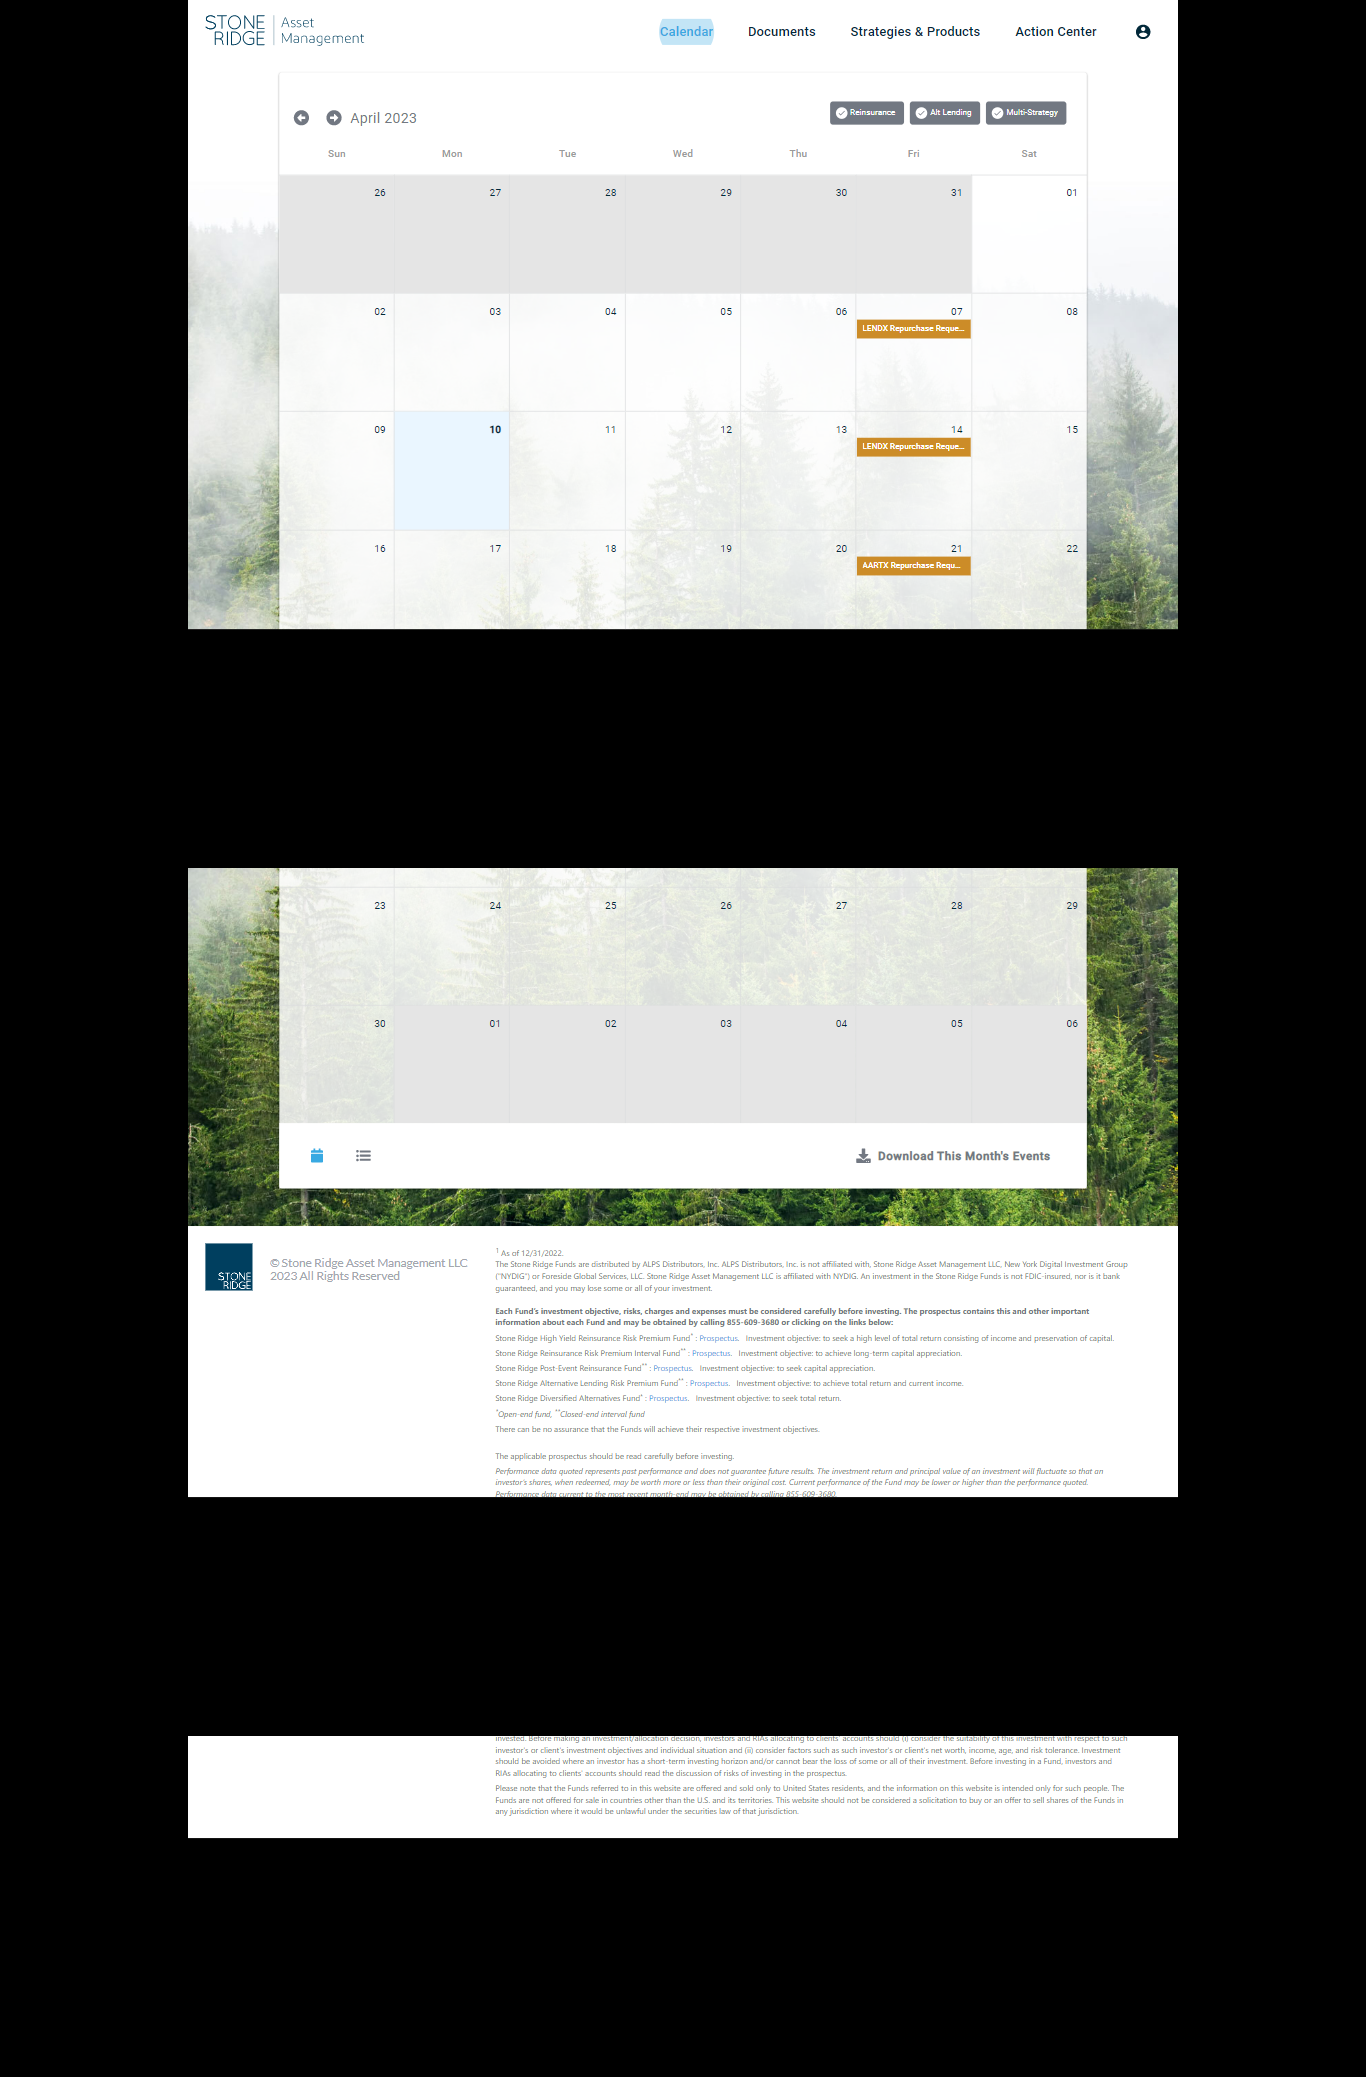 STONE RIDGE Asset Management
Calendar Documents Strategies & Products Action Center
April 2023 Reinsurance Alt Lending Multi-Strategy
Sun Mon Tue Wed Thu Fri Sat
26 27 28 29 30 31 01
02 03 04 05 06 07 08
LENDX Repurchase Reque...
09 10 11 12 13 14 15
LENDX Repurchase Reque...
16 17 18 19 20 21 22
AARTX Repurchase Requ...
23 24 25 26 27 28 29
30 01 02 03 04 05 06
Download This Month's Events
STONE RIDGE
© Stone Ridge Asset Management LLC
2023 All Rights Reserved
1 As of 12/31/2022.
The Stone Ridge Funds are distributed by ALPS Distributors, Inc. ALPS Distributors, Inc. is not affiliated with, Stone Ridge Asset Management LLC, New York Digital Investment Group
("NYDIG") or Foreside Global Services, LLC. Stone Ridge Asset Management LLC is affiliated with NYDIG. An investment in the Stone Ridge Funds is not FDIC-insured, nor is it bank
guaranteed, and you may lose some or all of your investment.
Each Fund's investment objective, risks, charges and expenses must be considered carefully before investing. The prospectus contains this and other important
information about each Fund and may be obtained by calling 855-609-3680 or clicking on the links below:
Stone Ridge High Yield Reinsurance Risk Premium Fund* : Prospectus. Investment objective: to seek a high level of total return consisting of income and preservation of capital.
Stone Ridge Reinsurance Risk Premium Interval Fund** : Prospectus. Investment objective: to achieve long-term capital appreciation.
Stone Ridge Post-Event Reinsurance Fund** : Prospectus. Investment objective: to seek capital appreciation.
Stone Ridge Alternative Lending Risk Premium Fund** : Prospectus. Investment objective: to achieve total return and current income.
Stone Ridge Diversified Alternatives Fund* : Prospectus. Investment objective: to seek total return.
*Open-end fund, **Closed-end interval fund
There can be no assurance that the Funds will achieve their respective investment objectives.
The applicable prospectus should be read carefully before investing.
Performance data quoted represents past performance and does not guarantee future results. The investment return and principal value of an investment will fluctuate so that an
investor's shares, when redeemed, may be worth more or less than their original cost. Current performance of the Fund may be lower or higher than the performance quoted.
Performance data current to the most recent month-end may be obtained by calling 855-609-3680.
invested. Before making an investment/allocation decision, investors and RIAs allocating to clients' accounts should (i) consider the suitability of this investment with respect to such
investor's or client's investment objectives and individual situation and (ii) consider factors such as such investor's or client's net worth, income, age, and risk tolerance. Investment
should be avoided where an investor has a short-term investing horizon and/or cannot bear the loss of some or all of their investment. Before investing in a Fund, investors and
RIAs allocating to clients' accounts should read the discussion of risks of investing in the prospectus.
Please note that the Funds referred to in this website are offered and sold only to United States residents, and the information on this website is intended only for such people. The
Funds are not offered for sale in countries other than the U.S. and its territories. This website should not be considered a solicitation to buy or an offer to sell shares of the Funds in
any jurisdiction where it would be unlawful under the securities law of that jurisdiction.